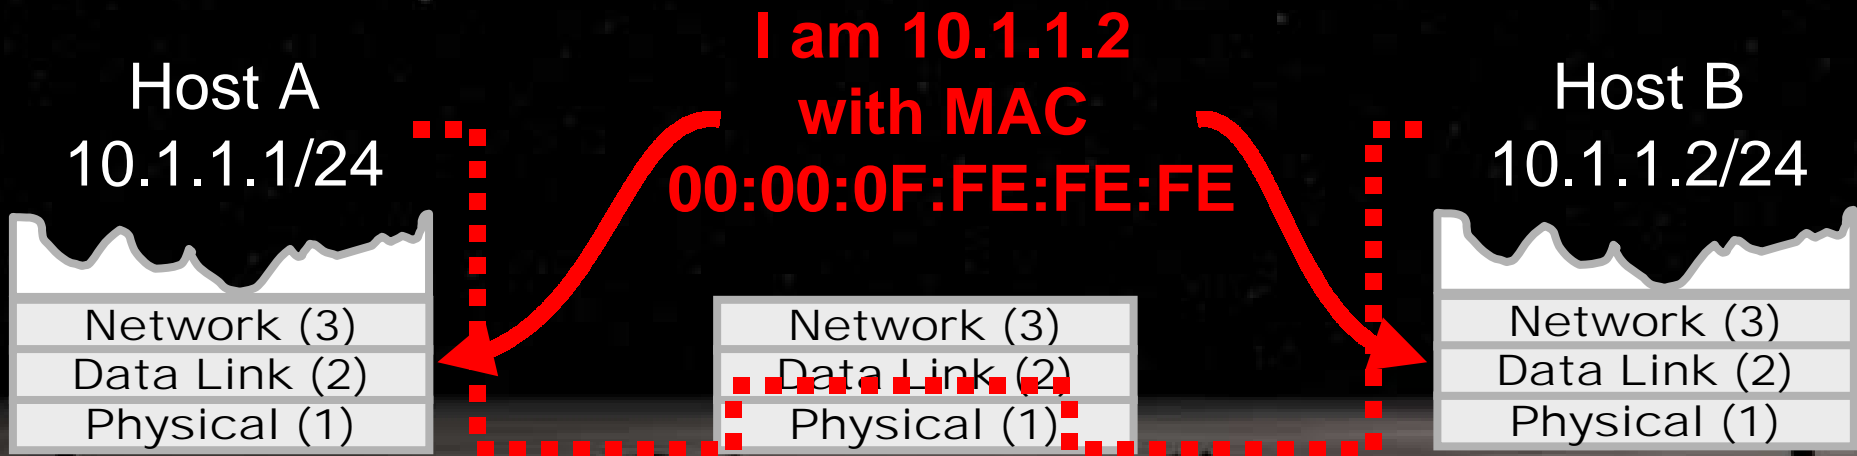 Host A
10.1.1.1/24
I am 10.1.1.2
with MAC
00:00:0F:FE:FE:FE
Host B
10.1.1.2/24
Network (3)
Data Link (2)
Physical (1)
Network (3)
Data Link (2)
Physical (1)
Network (3)
Data Link (2)
Physical (1)